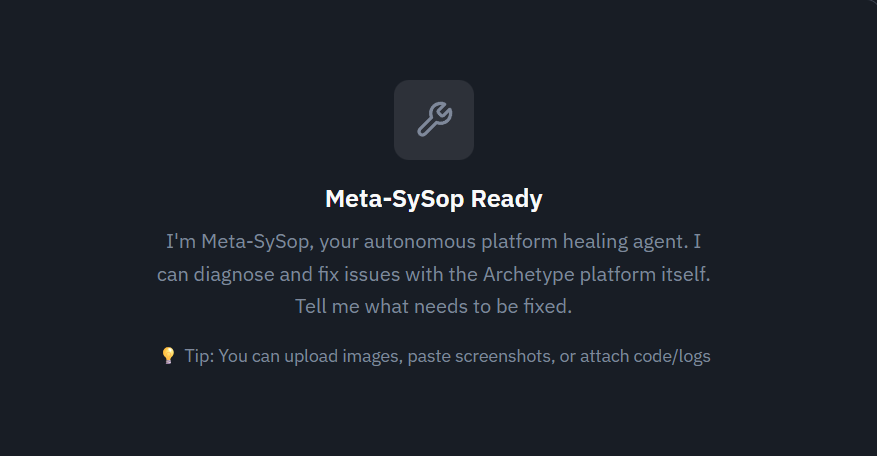 Meta-SySop Ready
I'm Meta-SySop, your autonomous platform healing agent. I
can diagnose and fix issues with the Archetype platform itself.
Tell me what needs to be fixed.
💡 Tip: You can upload images, paste screenshots, or attach code/logs